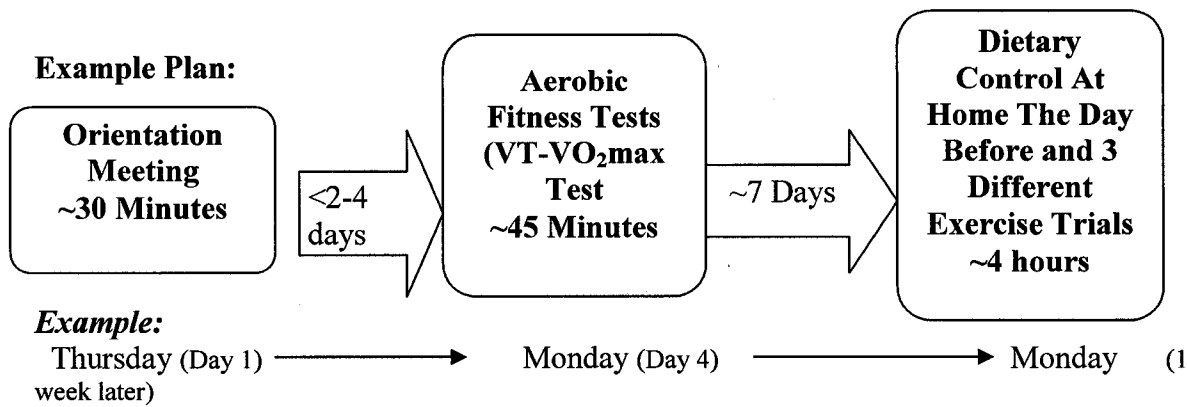 Example Plan:
Orientation
Meeting
~30 Minutes
<2-4
days
Aerobic
Fitness Tests
(VT-VO₂max
Test
~45 Minutes
~7 Days
Dietary
Control At
Home The Day
Before and 3
Different
Exercise Trials
~4 hours
Example:
Thursday (Day 1) Monday (Day 4) Monday (1
week later)